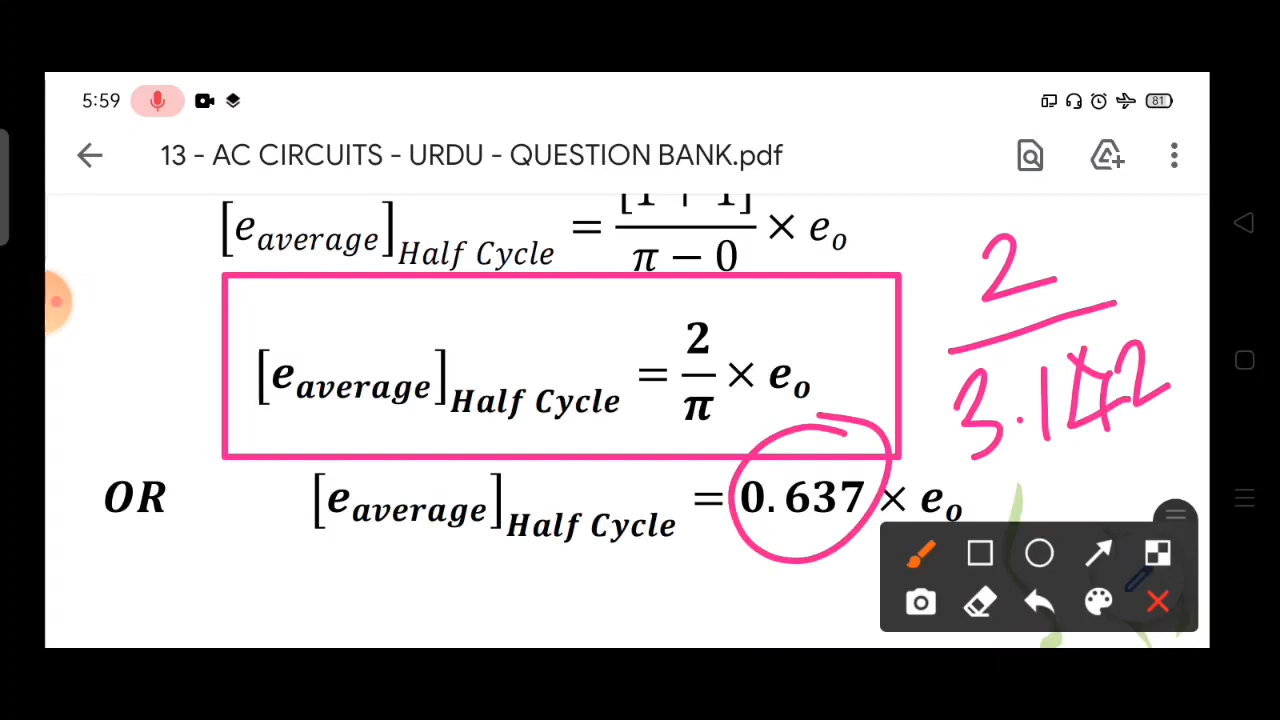 5:59 81
13 - AC CIRCUITS - URDU - QUESTION BANK.pdf
[e_average]_Half Cycle = [1 + 1] / π − 0 × e_o
[e_average]_Half Cycle = 2 / π × e_o
2 / 3.142
OR [e_average]_Half Cycle = 0.637 × e_o